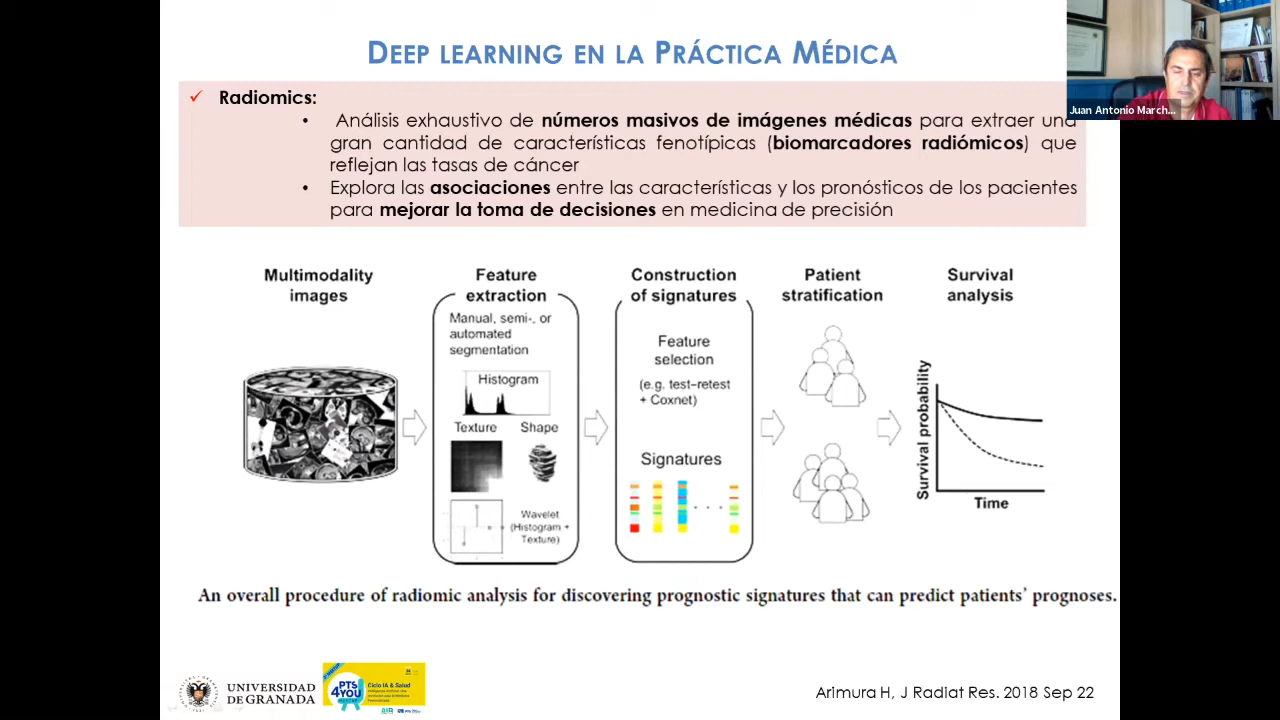 DEEP LEARNING EN LA PRÁCTICA MÉDICA
Juan Antonio March...
✓ Radiomics:
• Análisis exhaustivo de números masivos de imágenes médicas para extraer una
gran cantidad de características fenotípicas (biomarcadores radiómicos) que
reflejan las tasas de cáncer
• Explora las asociaciones entre las características y los pronósticos de los pacientes
para mejorar la toma de decisiones en medicina de precisión
Multimodality
images
Feature
extraction
Manual, semi-, or
automated
segmentation
Histogram
Texture
Shape
Wavelet
(Histogram +
Texture)
Construction
of signatures
Feature
selection
(e.g. test–retest
+ Coxnet)
Signatures
Patient
stratification
Survival
analysis
Survival probability
Time
An overall procedure of radiomic analysis for discovering prognostic signatures that can predict patients' prognoses.
UNIVERSIDAD
DE GRANADA
PTS
4YOU
Ciclo IA & Salud
Arimura H, J Radiat Res. 2018 Sep 22